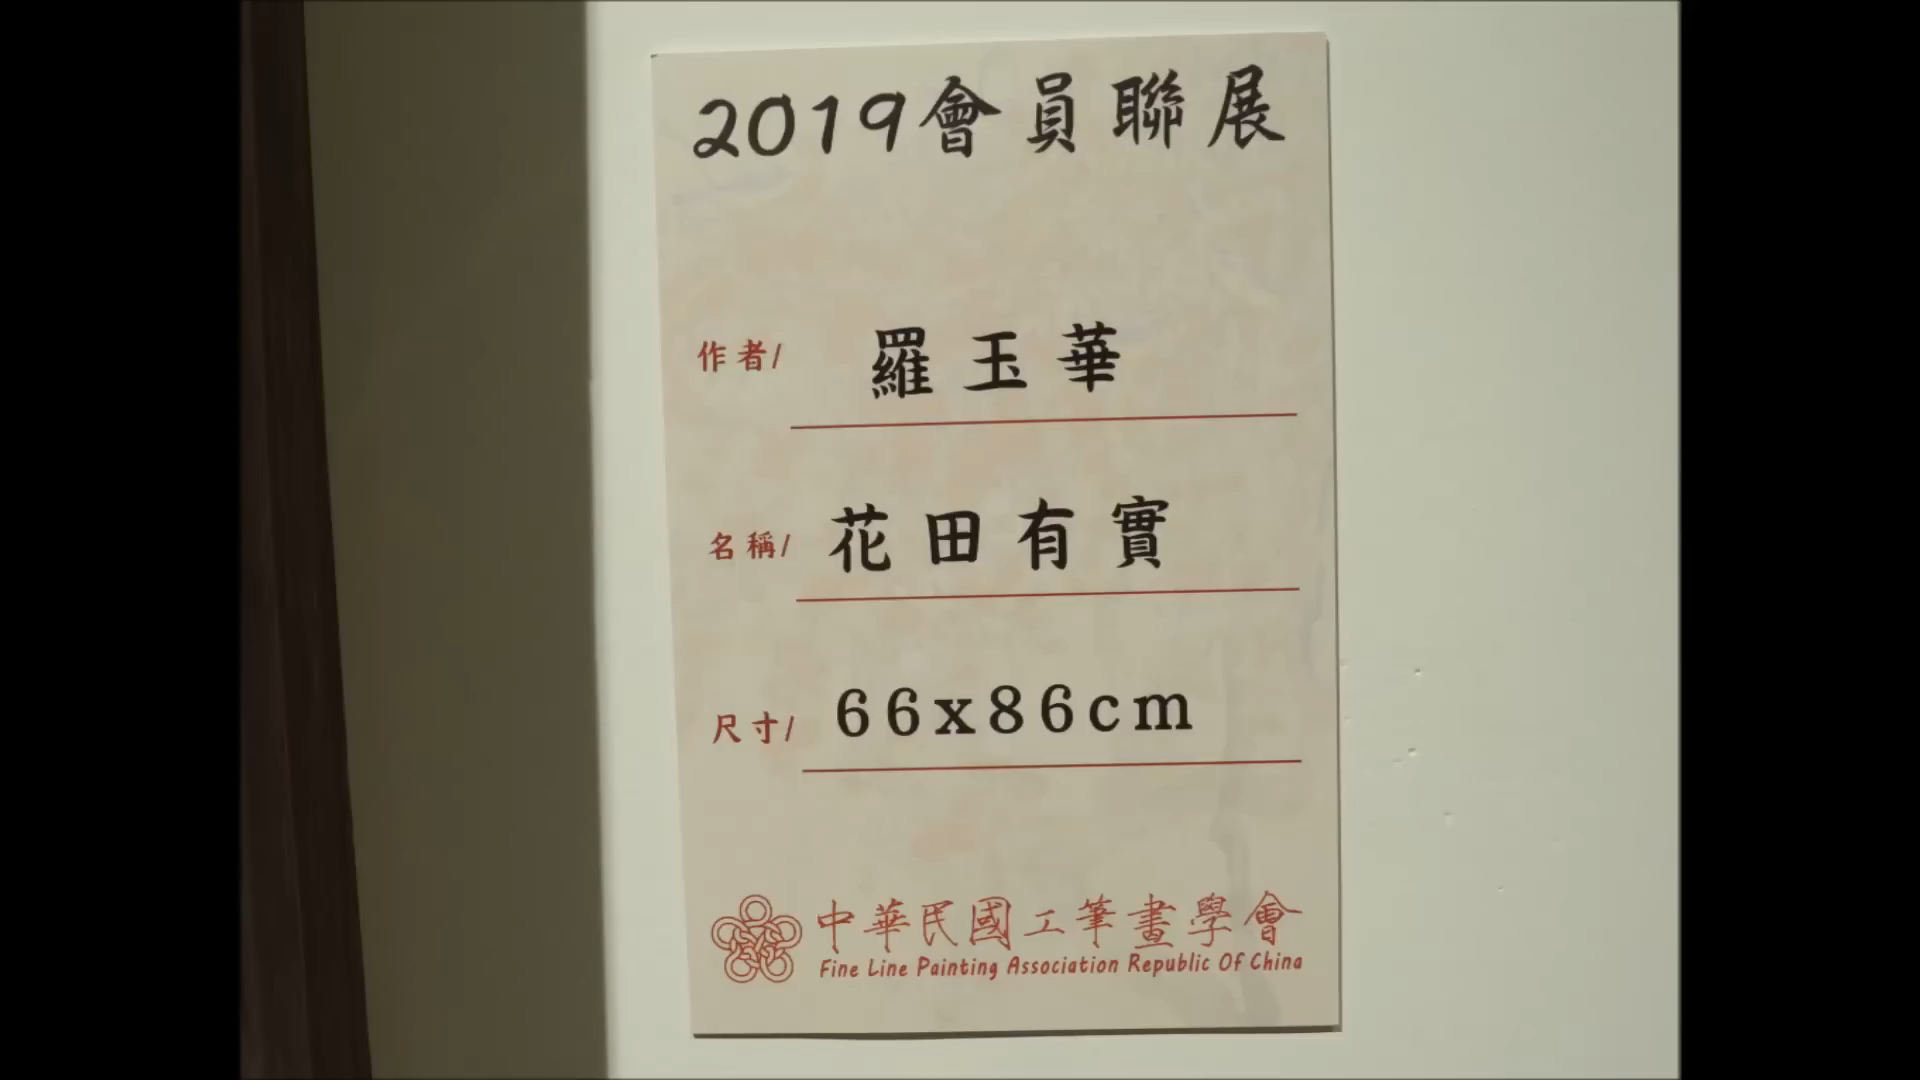 2019會員聯展
作者/ 羅玉華
名稱/ 花田有實
尺寸/ 66x86cm
中華民國工筆畫學會
Fine Line Painting Association Republic Of China